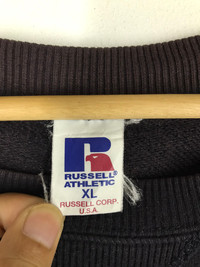 RUSSELL®
ATHLETIC
XL
RUSSELL CORP.
U.S.A.